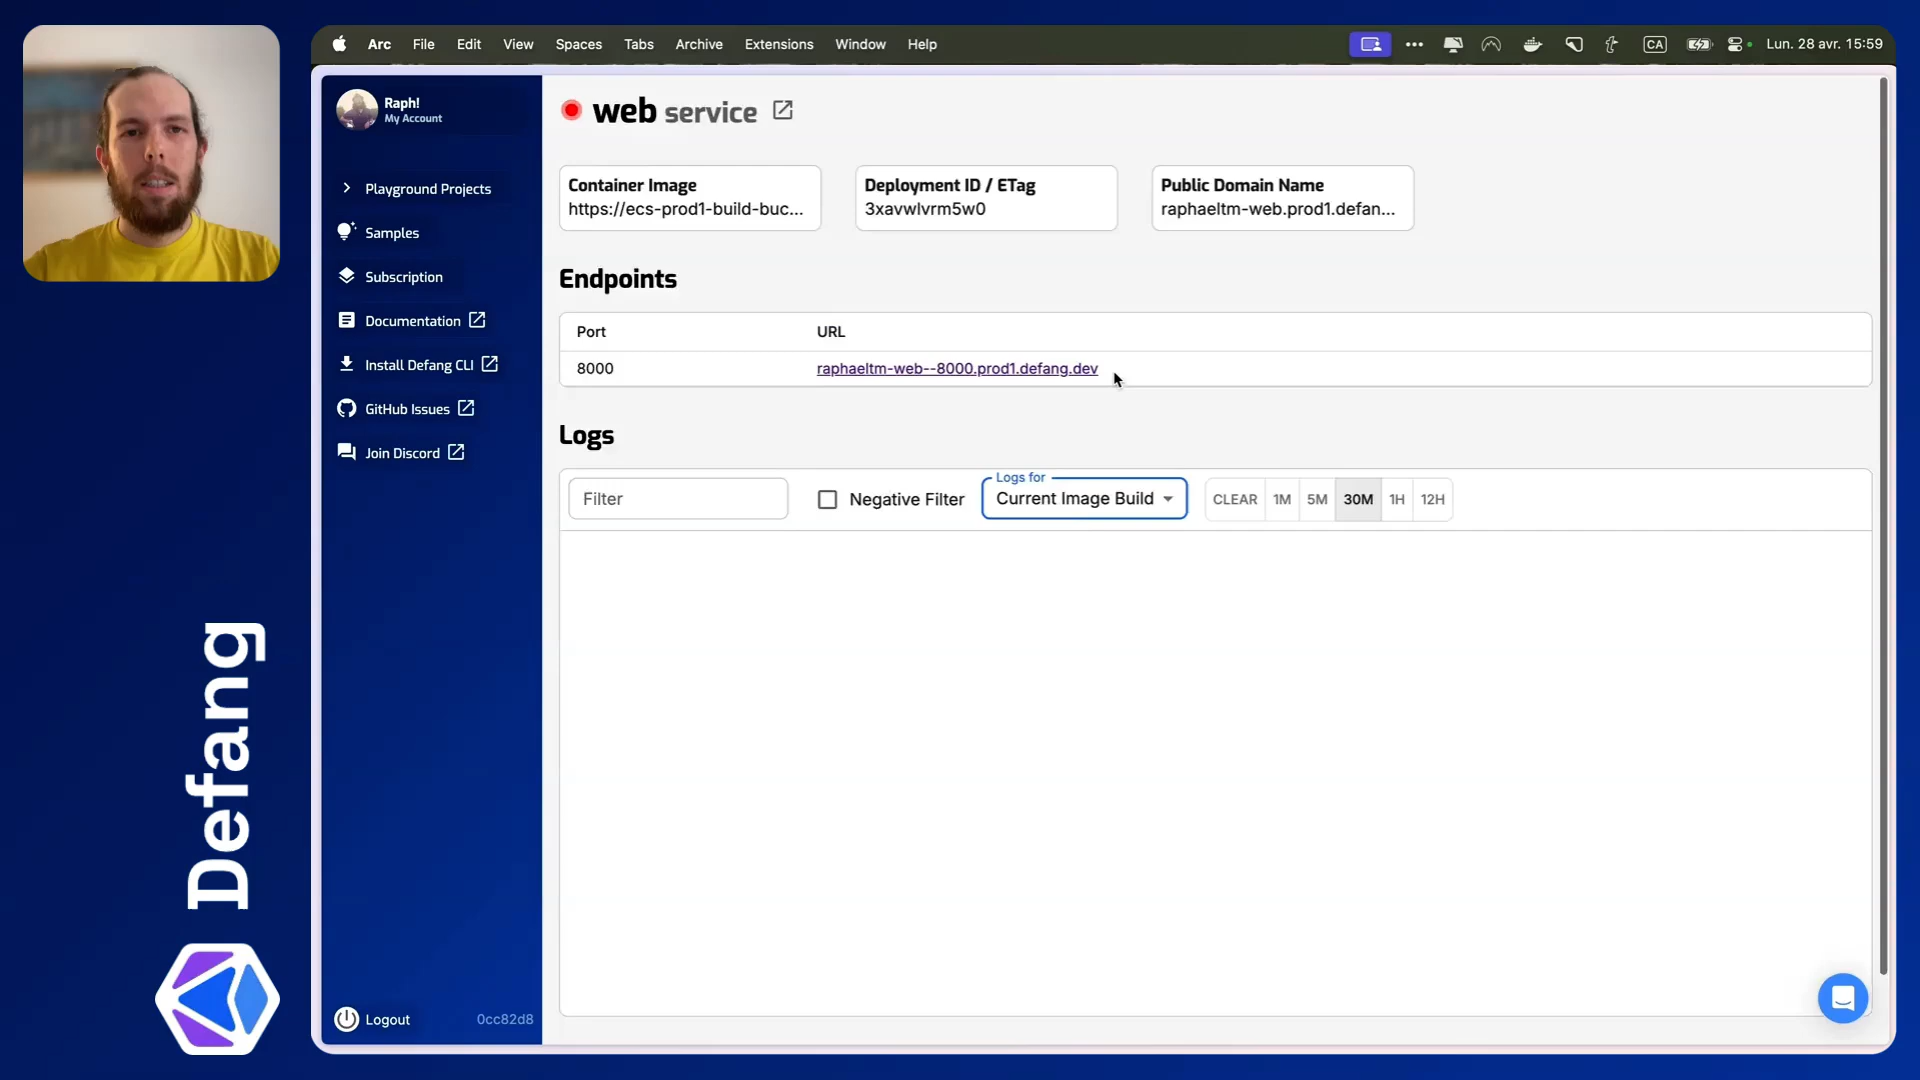 Arc File Edit View Spaces Tabs Archive Extensions Window Help
CA
Lun. 28 avr. 15:59
Raph!
My Account
Playground Projects
Samples
Subscription
Documentation
Install Defang CLI
GitHub Issues
Join Discord
Logout
0cc82d8
web service
Container Image
https://ecs-prod1-build-buc...
Deployment ID / ETag
3xavwlvrm5w0
Public Domain Name
raphaeltm-web.prod1.defan...
Endpoints
Port URL
8000 raphaeltm-web--8000.prod1.defang.dev
Logs
Filter
Negative Filter
Logs for
Current Image Build
CLEAR 1M 5M 30M 1H 12H
Defang